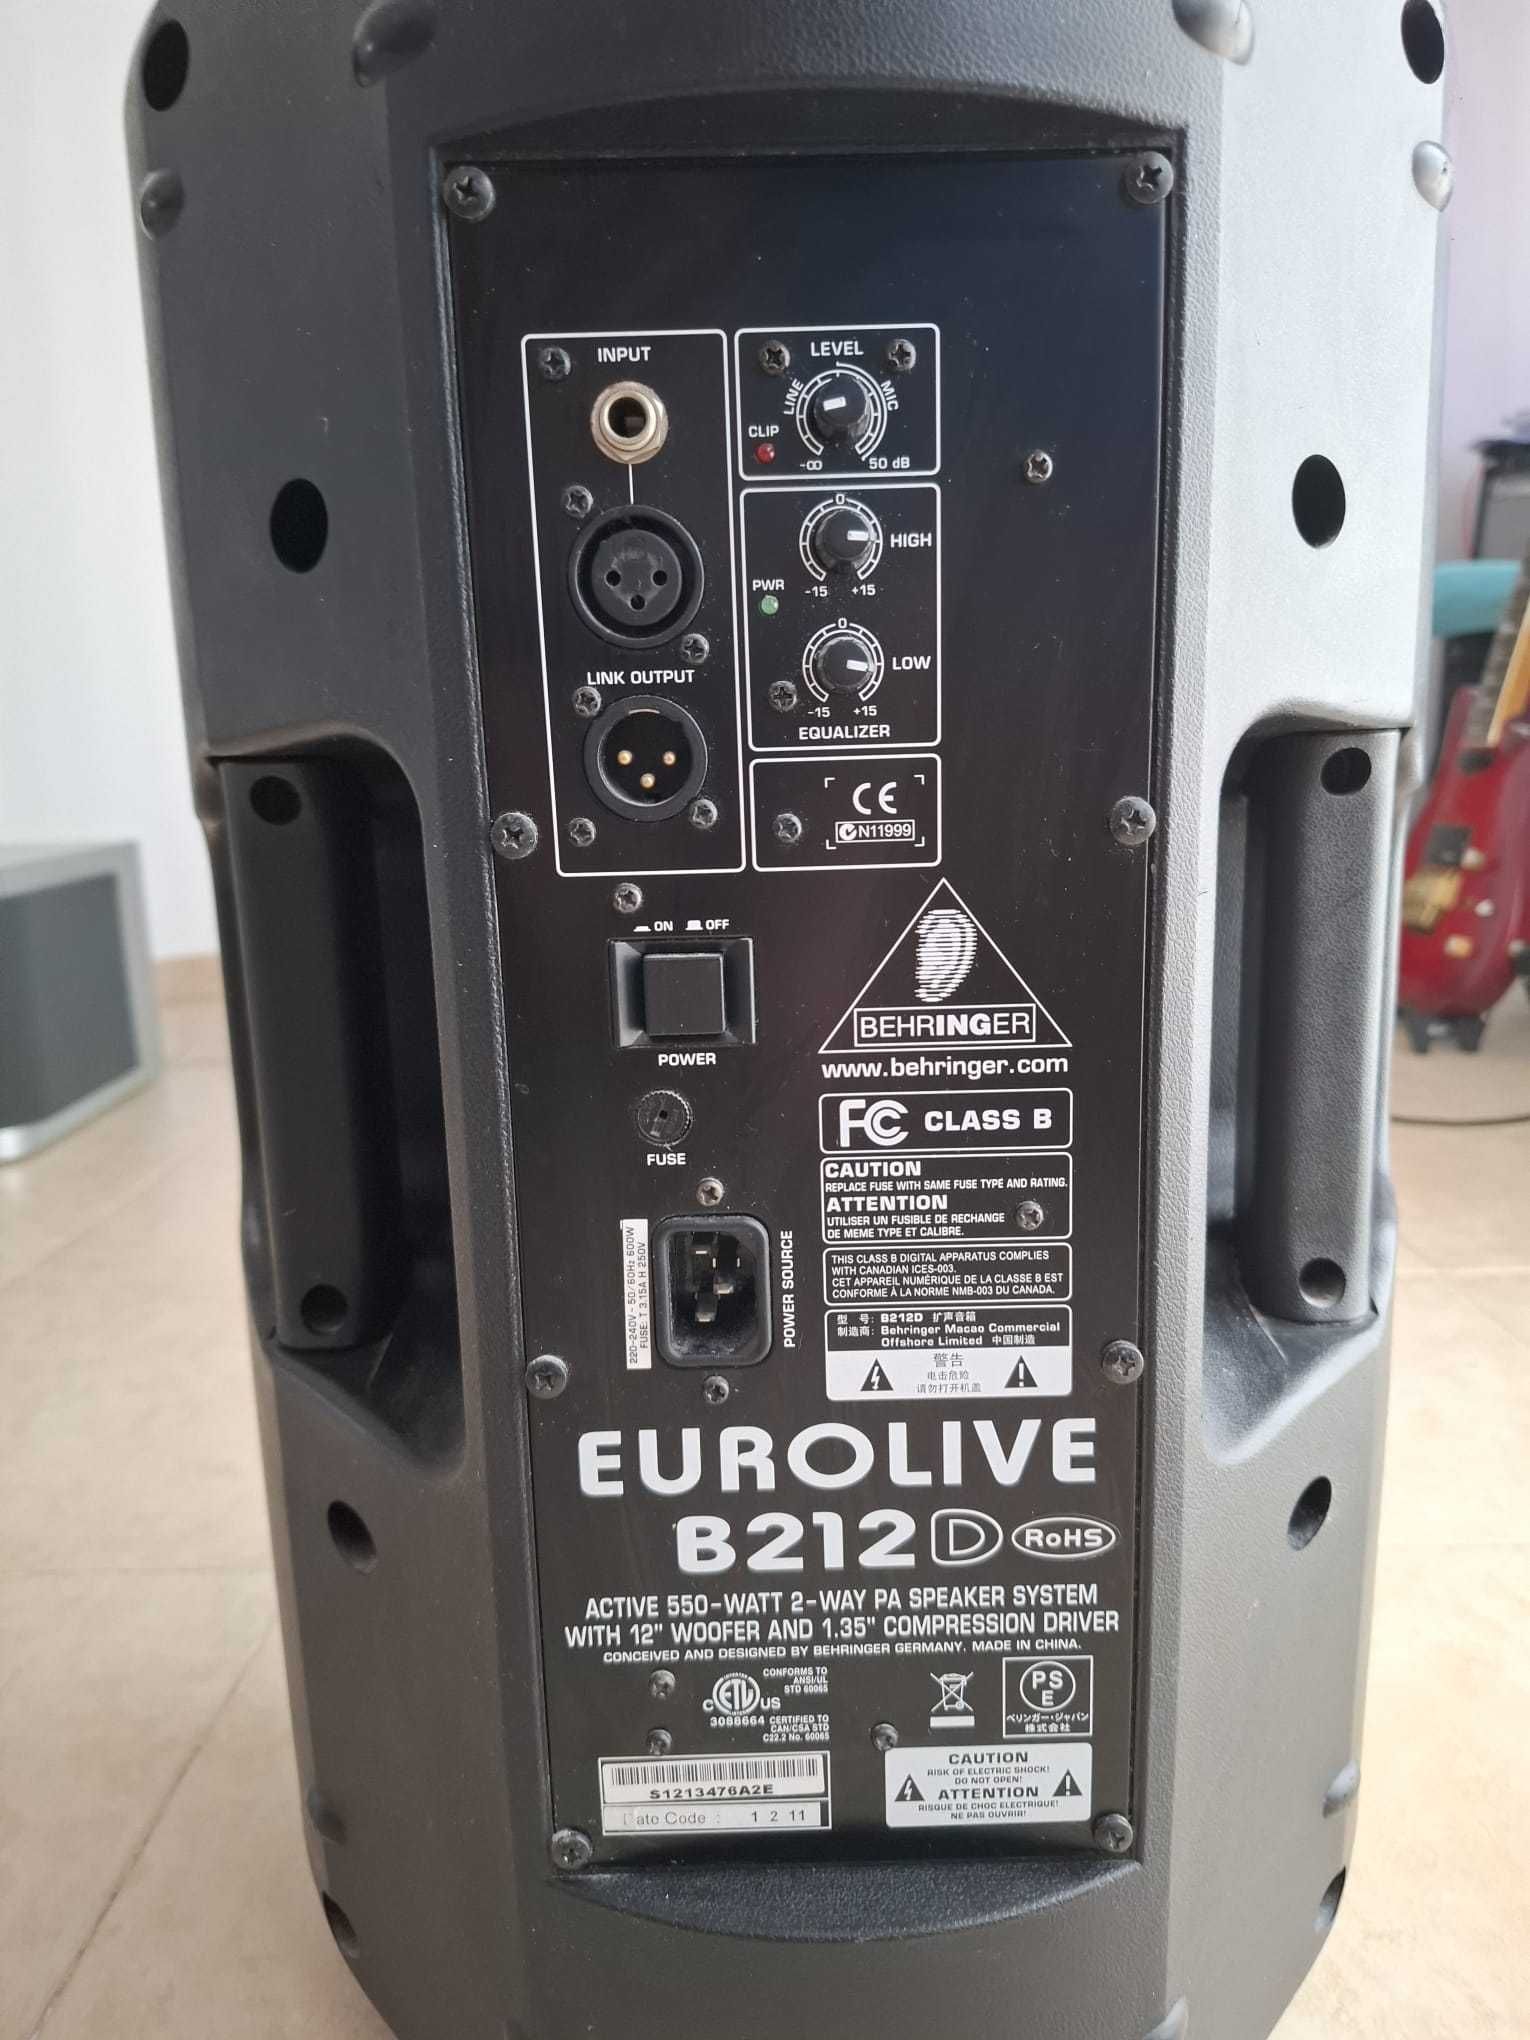 INPUT
LEVEL
LINE
MIC
CLIP
-∞
50 dB
0
HIGH
-15 +15
PWR
0
LOW
-15 +15
EQUALIZER
LINK OUTPUT
CE
N11999
ON OFF
POWER
FUSE
220-240V~ 50/60Hz 600W
FUSE: T 3.15A H 250V
POWER SOURCE
BEHRINGER
www.behringer.com
FC CLASS B
CAUTION
REPLACE FUSE WITH SAME FUSE TYPE AND RATING.
ATTENTION
UTILISER UN FUSIBLE DE RECHANGE
DE MEME TYPE ET CALIBRE.
THIS CLASS B DIGITAL APPARATUS COMPLIES
WITH CANADIAN ICES-003.
CET APPAREIL NUMÉRIQUE DE LA CLASSE B EST
CONFORME À LA NORME NMB-003 DU CANADA.
型 号: B212D 扩声音箱
制造商: Behringer Macao Commercial
Offshore Limited 中国制造
警告
电击危险
请勿打开机盖
EUROLIVE
B212D RoHS
ACTIVE 550-WATT 2-WAY PA SPEAKER SYSTEM
WITH 12" WOOFER AND 1.35" COMPRESSION DRIVER
CONCEIVED AND DESIGNED BY BEHRINGER GERMANY. MADE IN CHINA.
INTERTEK
C ETL US
3088664
CONFORMS TO
ANSI/UL
STD 60065
CERTIFIED TO
CAN/CSA STD
C22.2 No. 60065
PS
E
ベリンガー・ジャパン
株式会社
S1213476A2E
Date Code : 1 2 11
CAUTION
RISK OF ELECTRIC SHOCK!
DO NOT OPEN!
ATTENTION
RISQUE DE CHOC ELECTRIQUE!
NE PAS OUVRIR!